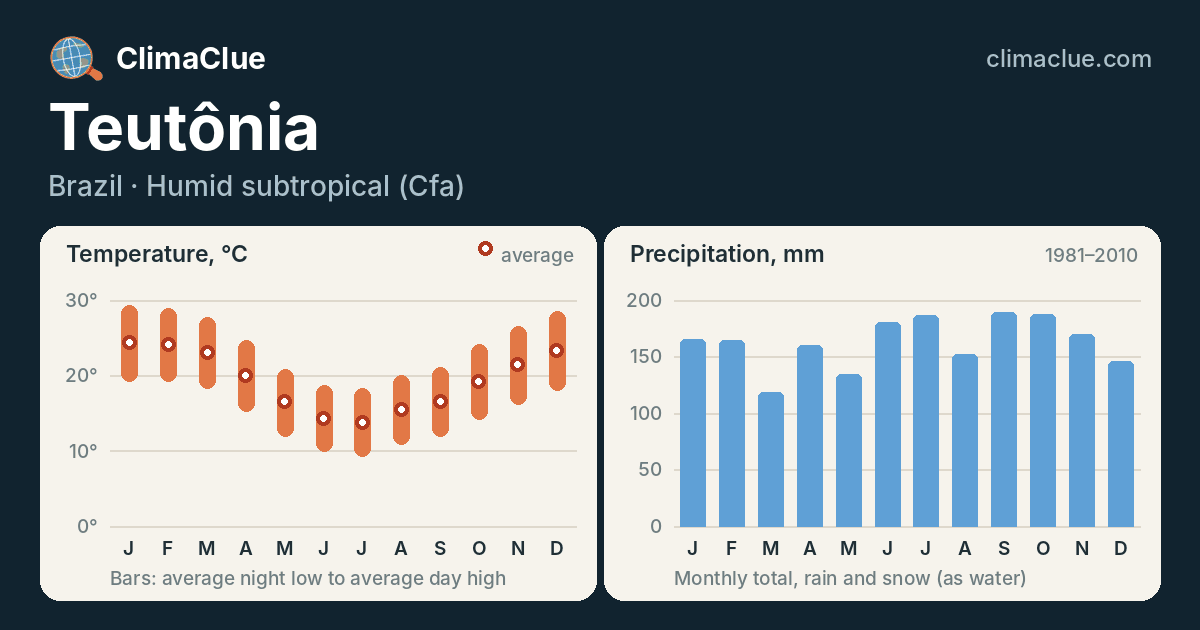 ClimaClue
climaclue.com
Teutônia
Brazil · Humid subtropical (Cfa)
Temperature, °C
average
30°
20°
10°
0°
J F M A M J J A S O N D
Bars: average night low to average day high
Precipitation, mm
1981–2010
200
150
100
50
0
J F M A M J J A S O N D
Monthly total, rain and snow (as water)